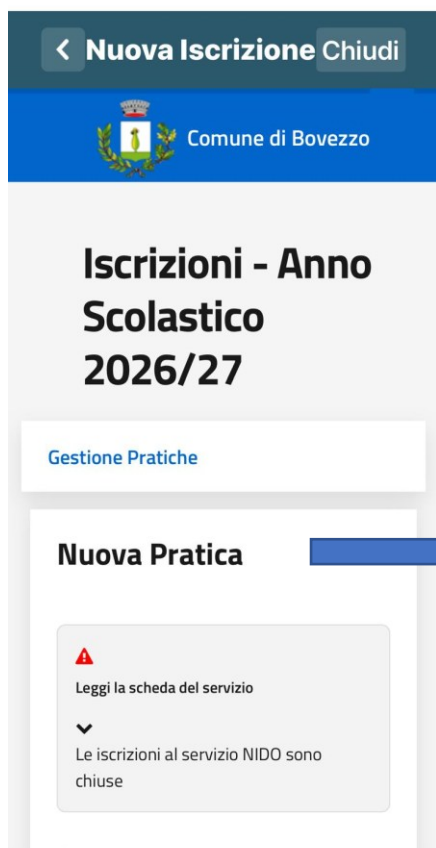 Nuova Iscrizione Chiudi
Comune di Bovezzo
Iscrizioni - Anno
Scolastico
2026/27
Gestione Pratiche
Nuova Pratica
Leggi la scheda del servizio
Le iscrizioni al servizio NIDO sono
chiuse